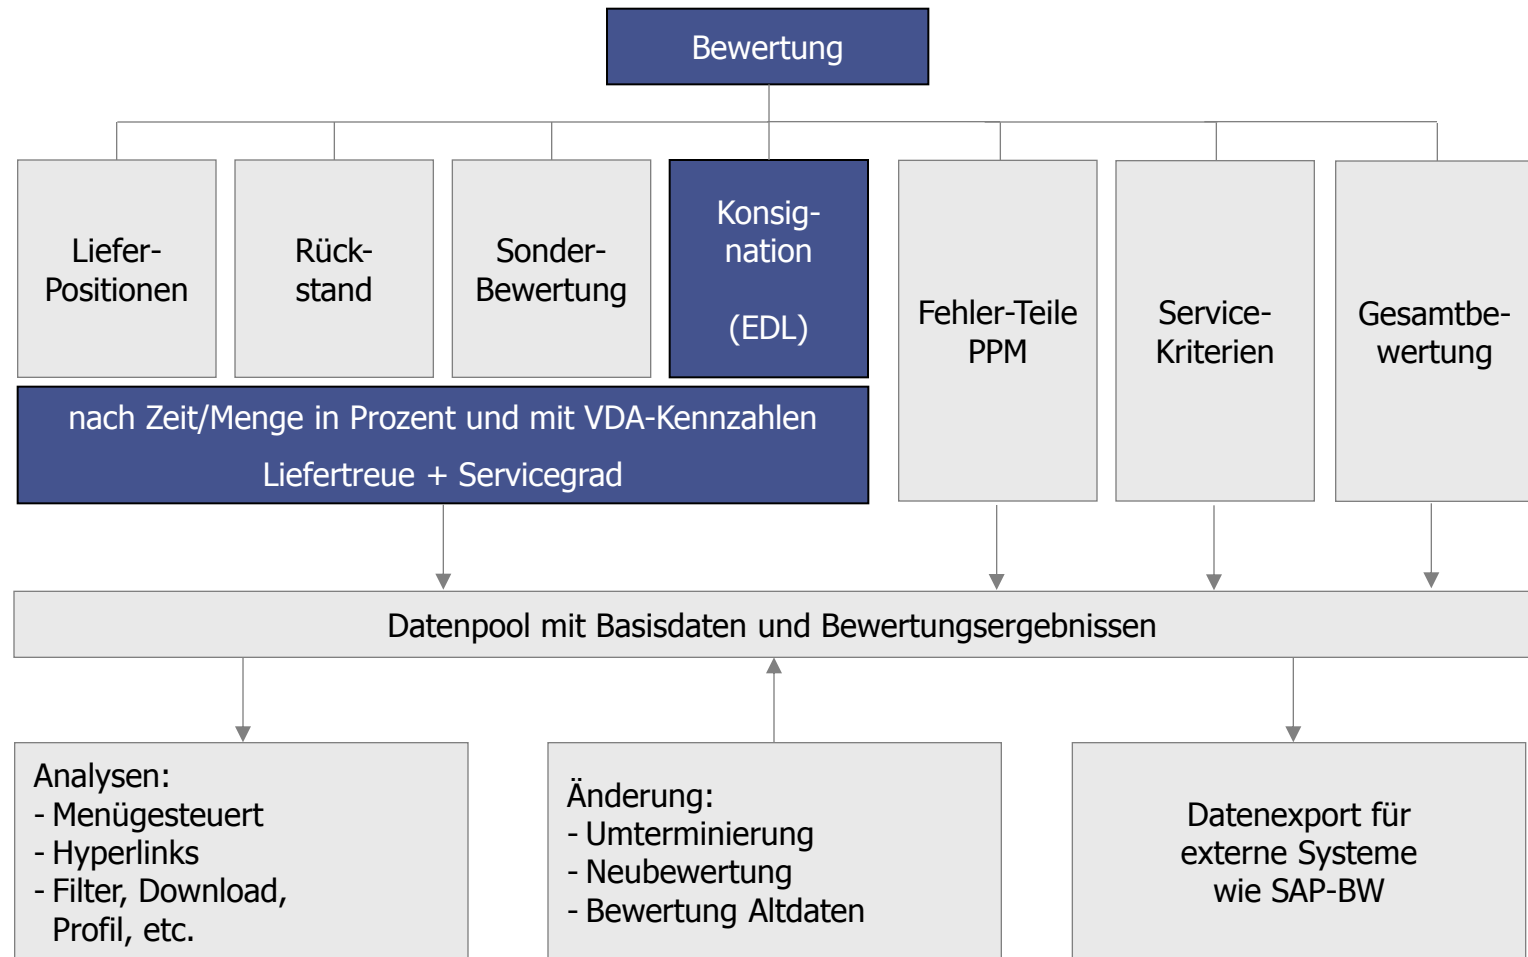 Bewertung
Liefer-
Positionen
Rück-
stand
Sonder-
Bewertung
Konsig-
nation
(EDL)
Fehler-Teile
PPM
Service-
Kriterien
Gesamtbe-
wertung
nach Zeit/Menge in Prozent und mit VDA-Kennzahlen
Liefertreue + Servicegrad
Datenpool mit Basisdaten und Bewertungsergebnissen
Analysen:
- Menügesteuert
- Hyperlinks
- Filter, Download,
Profil, etc.
Änderung:
- Umterminierung
- Neubewertung
- Bewertung Altdaten
Datenexport für
externe Systeme
wie SAP-BW